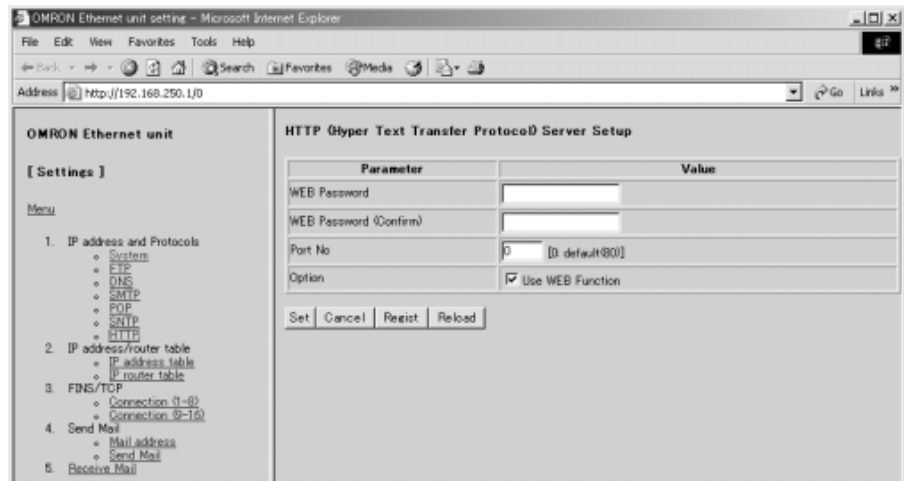 OMRON Ethernet unit setting - Microsoft Internet Explorer
File Edit View Favorites Tools Help
Back Search Favorites Media
Address http://192.168.250.1/0 Go Links »
OMRON Ethernet unit
[ Settings ]
Menu
1. IP address and Protocols
System
FTP
DNS
SMTP
POP
SNTP
HTTP
2. IP address/router table
IP address table
IP router table
3. FINS/TCP
Connection (1-8)
Connection (9-16)
4. Send Mail
Mail address
Send Mail
5. Receive Mail
HTTP (Hyper Text Transfer Protocol) Server Setup
Parameter Value
WEB Password
WEB Password (Confirm)
Port No 0 [0: default(80)]
Option Use WEB Function
Set Cancel Regist Reload